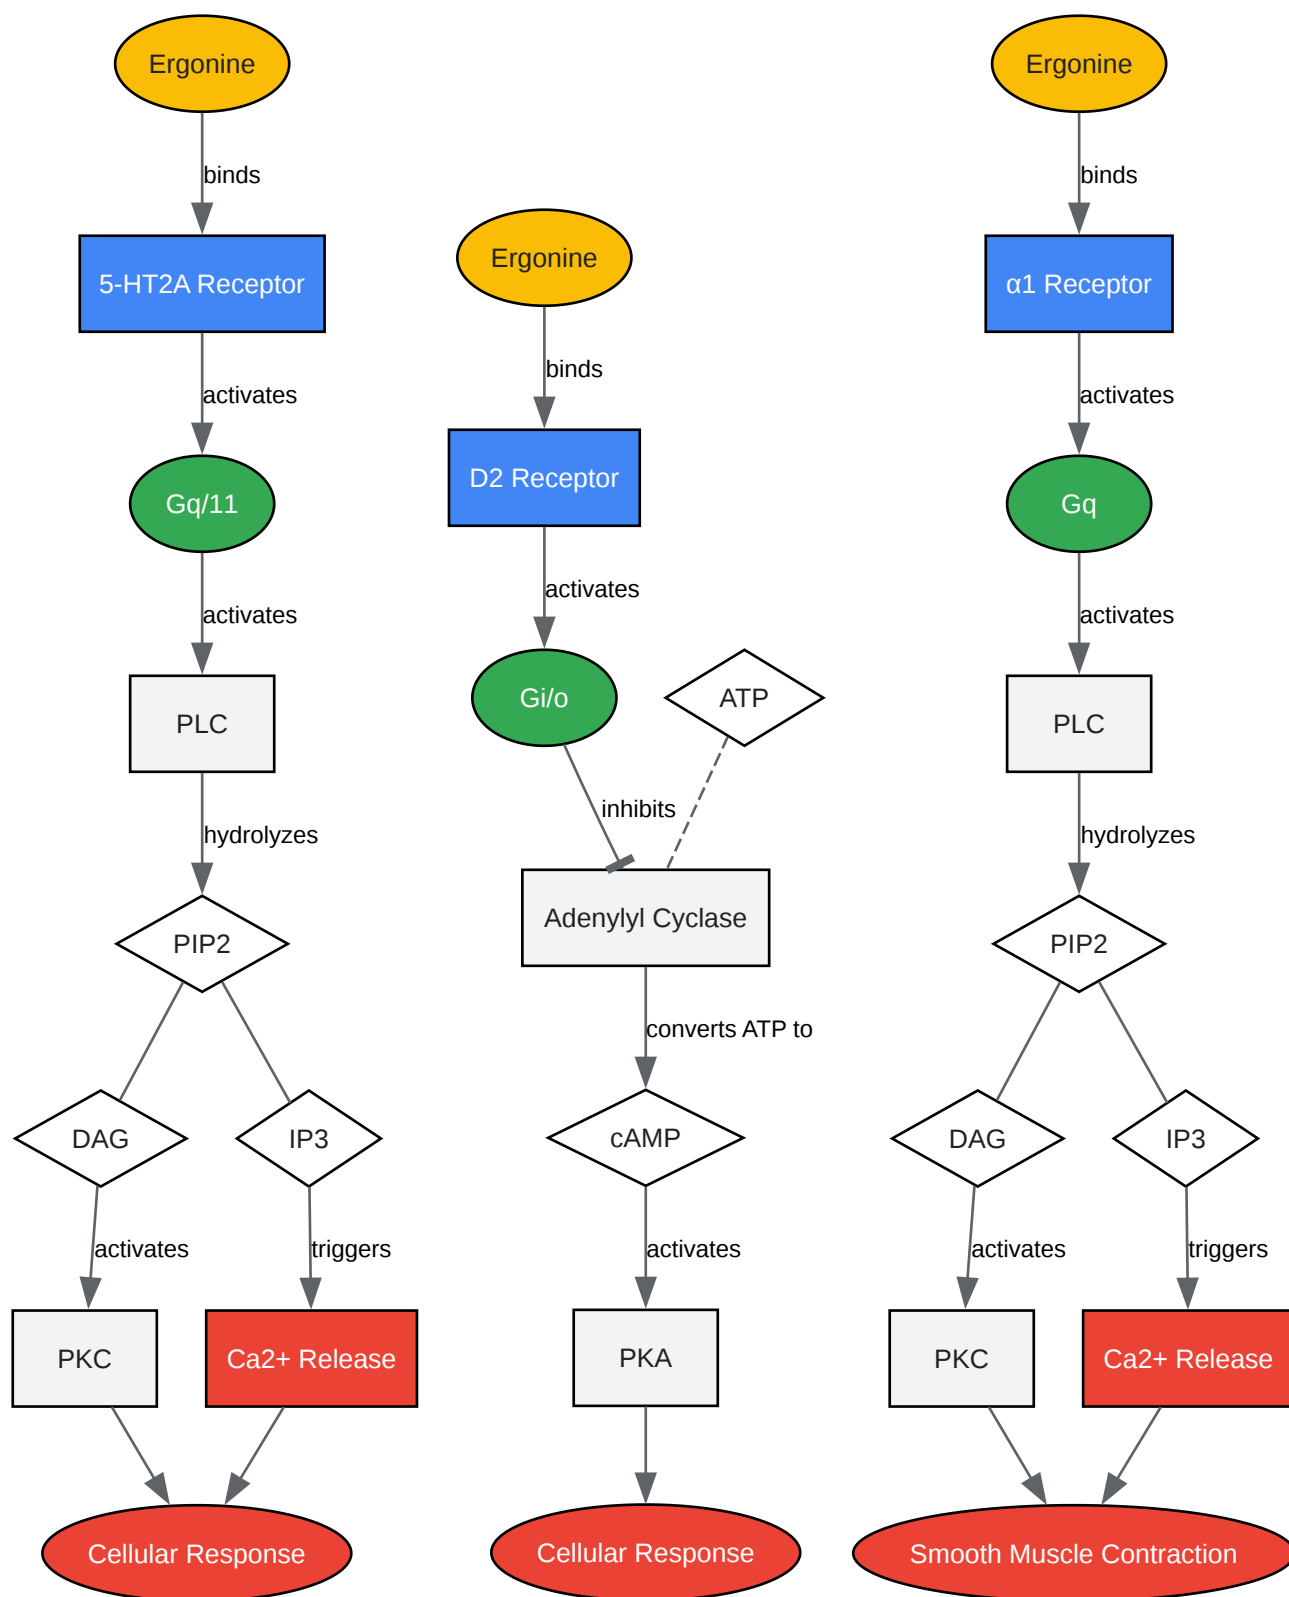 Ergonine
binds
5-HT2A Receptor
activates
Gq/11
activates
PLC
hydrolyzes
PIP2
DAG
IP3
activates
triggers
PKC
Ca2+ Release
Cellular Response
Ergonine
binds
D2 Receptor
activates
Gi/o
ATP
inhibits
Adenylyl Cyclase
converts ATP to
cAMP
activates
PKA
Cellular Response
Ergonine
binds
α1 Receptor
activates
Gq
activates
PLC
hydrolyzes
PIP2
DAG
IP3
activates
triggers
PKC
Ca2+ Release
Smooth Muscle Contraction